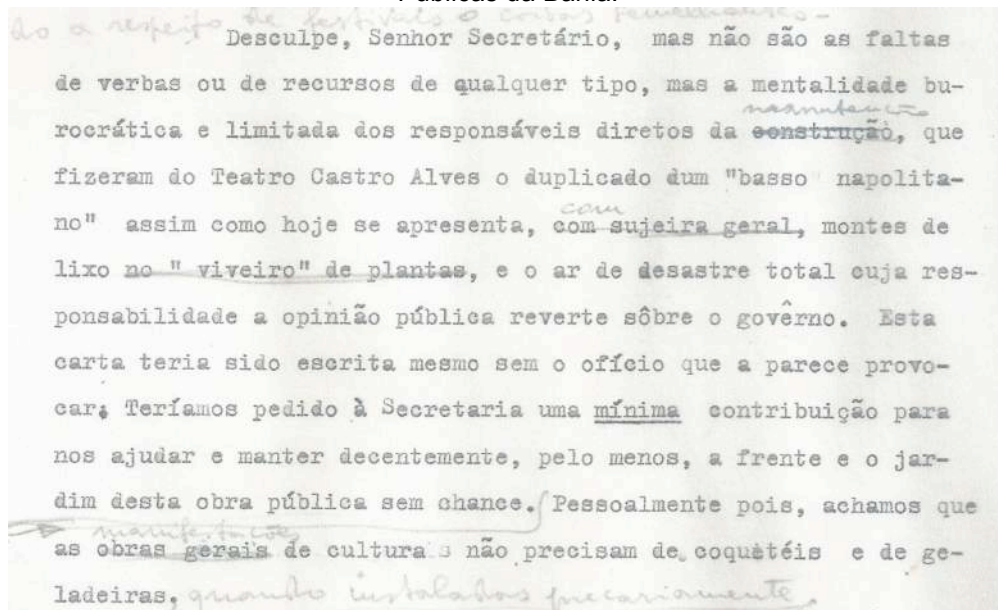 Públicas da Bahia.
do a respeito de festivals e coisas semelhantes-
Desculpe, Senhor Secretário, mas não são as faltas
de verbas ou de recursos de qualquer tipo, mas a mentalidade bu-
manutenção
rocrática e limitada dos responsáveis diretos da construção, que
fizeram do Teatro Castro Alves o duplicado dum "basso napolita-
com
no" assim como hoje se apresenta, com sujeira geral, montes de
lixo no " viveiro" de plantas, e o ar de desastre total cuja res-
ponsabilidade a opinião pública reverte sôbre o govêrno. Esta
carta teria sido escrita mesmo sem o offício que a parece provo-
car. Teríamos pedido à Secretaria uma mínima contribuição para
nos ajudar e manter decentemente, pelo menos, a frente e o jar-
dim desta obra pública sem chance. Pessoalmente pois, achamos que
manifestações
as obras gerais de cultura s não precisam de coquètéis e de ge-
ladeiras, quando instalados precariamente.